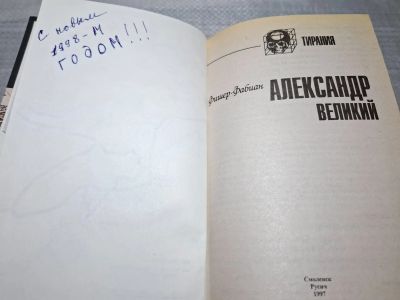 С новым
1998-м
годом!!!
ТИРАНИЯ
Фишер-Фабиан
АЛЕКСАНДР
ВЕЛИКИЙ
Смоленск
Русич
1997